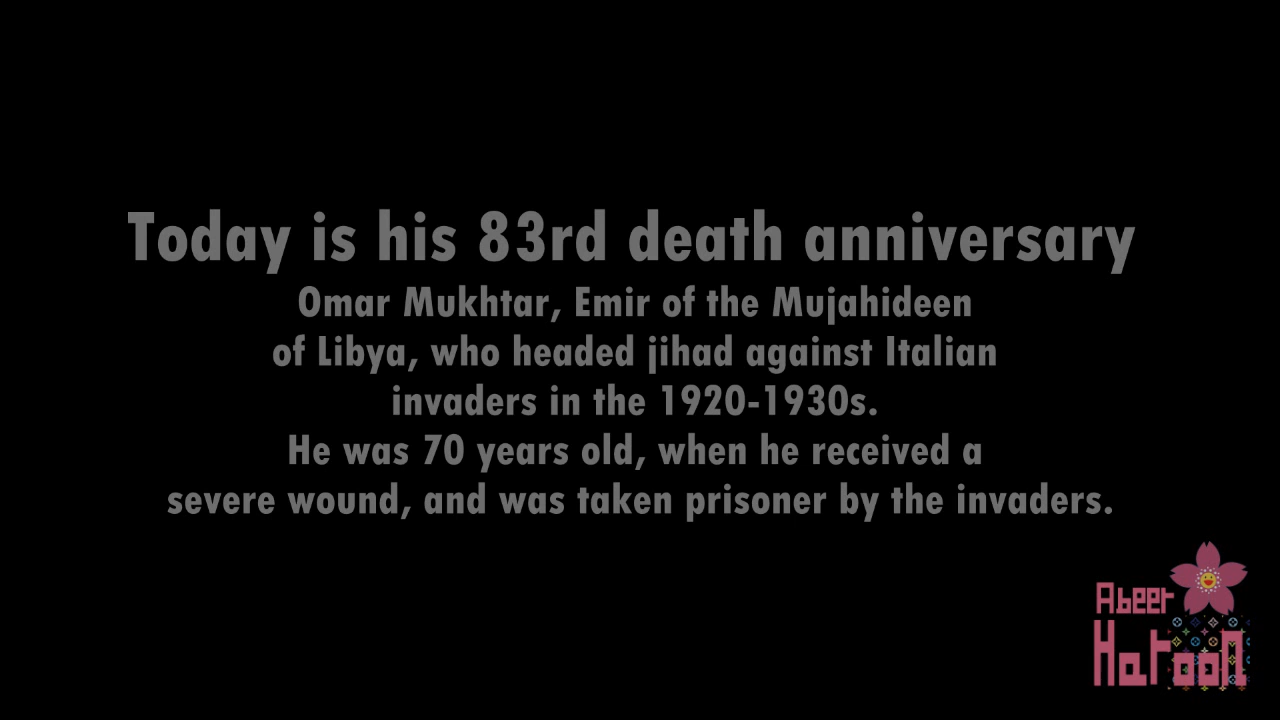 Today is his 83rd death anniversary
Omar Mukhtar, Emir of the Mujahideen
of Libya, who headed jihad against Italian
invaders in the 1920-1930s.
He was 70 years old, when he received a
severe wound, and was taken prisoner by the invaders.
Abeer
HaTooN